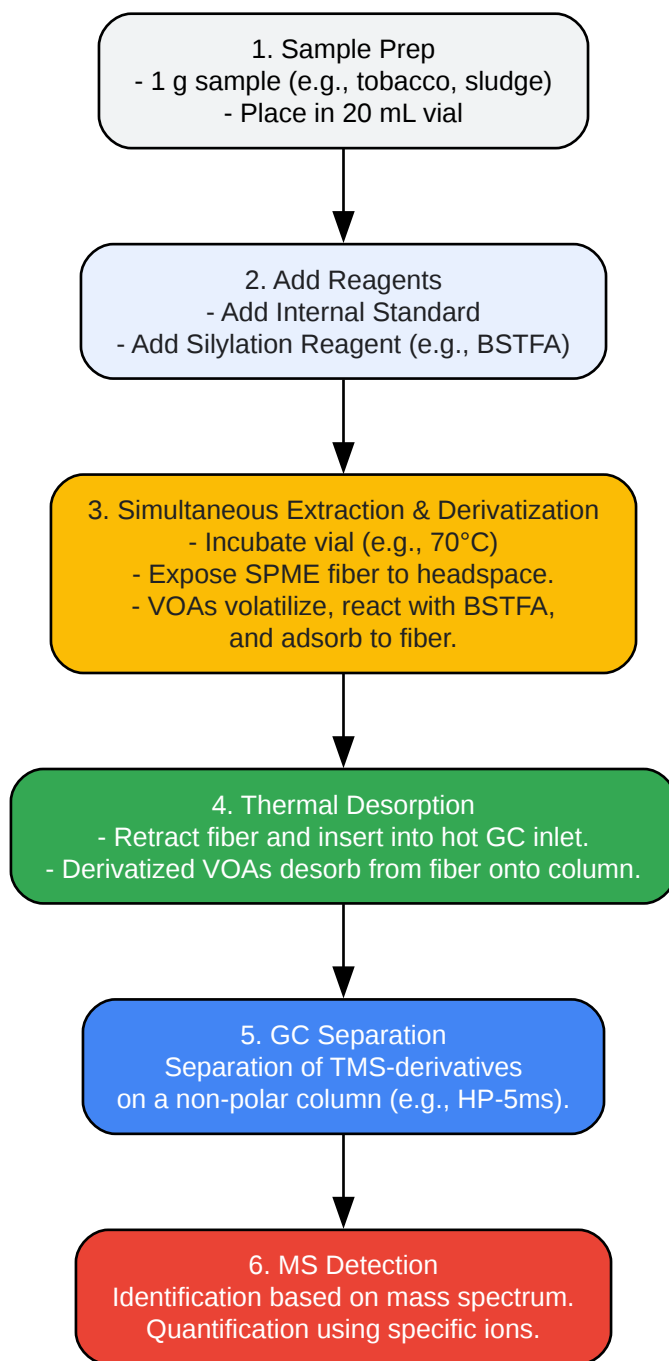 1. Sample Prep
- 1 g sample (e.g., tobacco, sludge)
- Place in 20 mL vial
2. Add Reagents
- Add Internal Standard
- Add Silylation Reagent (e.g., BSTFA)
3. Simultaneous Extraction & Derivatization
- Incubate vial (e.g., 70°C)
- Expose SPME fiber to headspace.
- VOAs volatilize, react with BSTFA,
and adsorb to fiber.
4. Thermal Desorption
- Retract fiber and insert into hot GC inlet.
- Derivatized VOAs desorb from fiber onto column.
5. GC Separation
Separation of TMS-derivatives
on a non-polar column (e.g., HP-5ms).
6. MS Detection
Identification based on mass spectrum.
Quantification using specific ions.